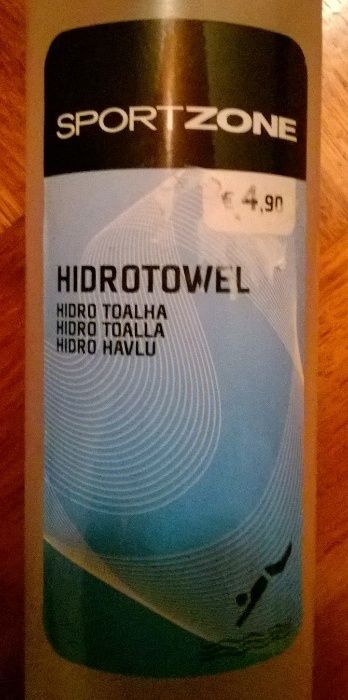 SPORTZONE
€ 4,90
HIDROTOWEL
HIDRO TOALHA
HIDRO TOALLA
HIDRO HAVLU